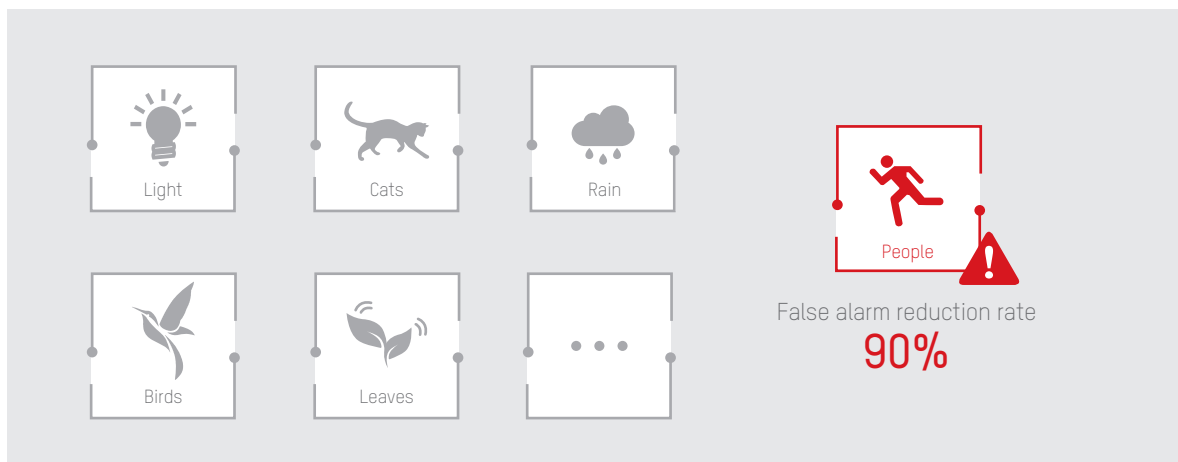 Light
Cats
Rain
People
Birds
Leaves
...
False alarm reduction rate
90%